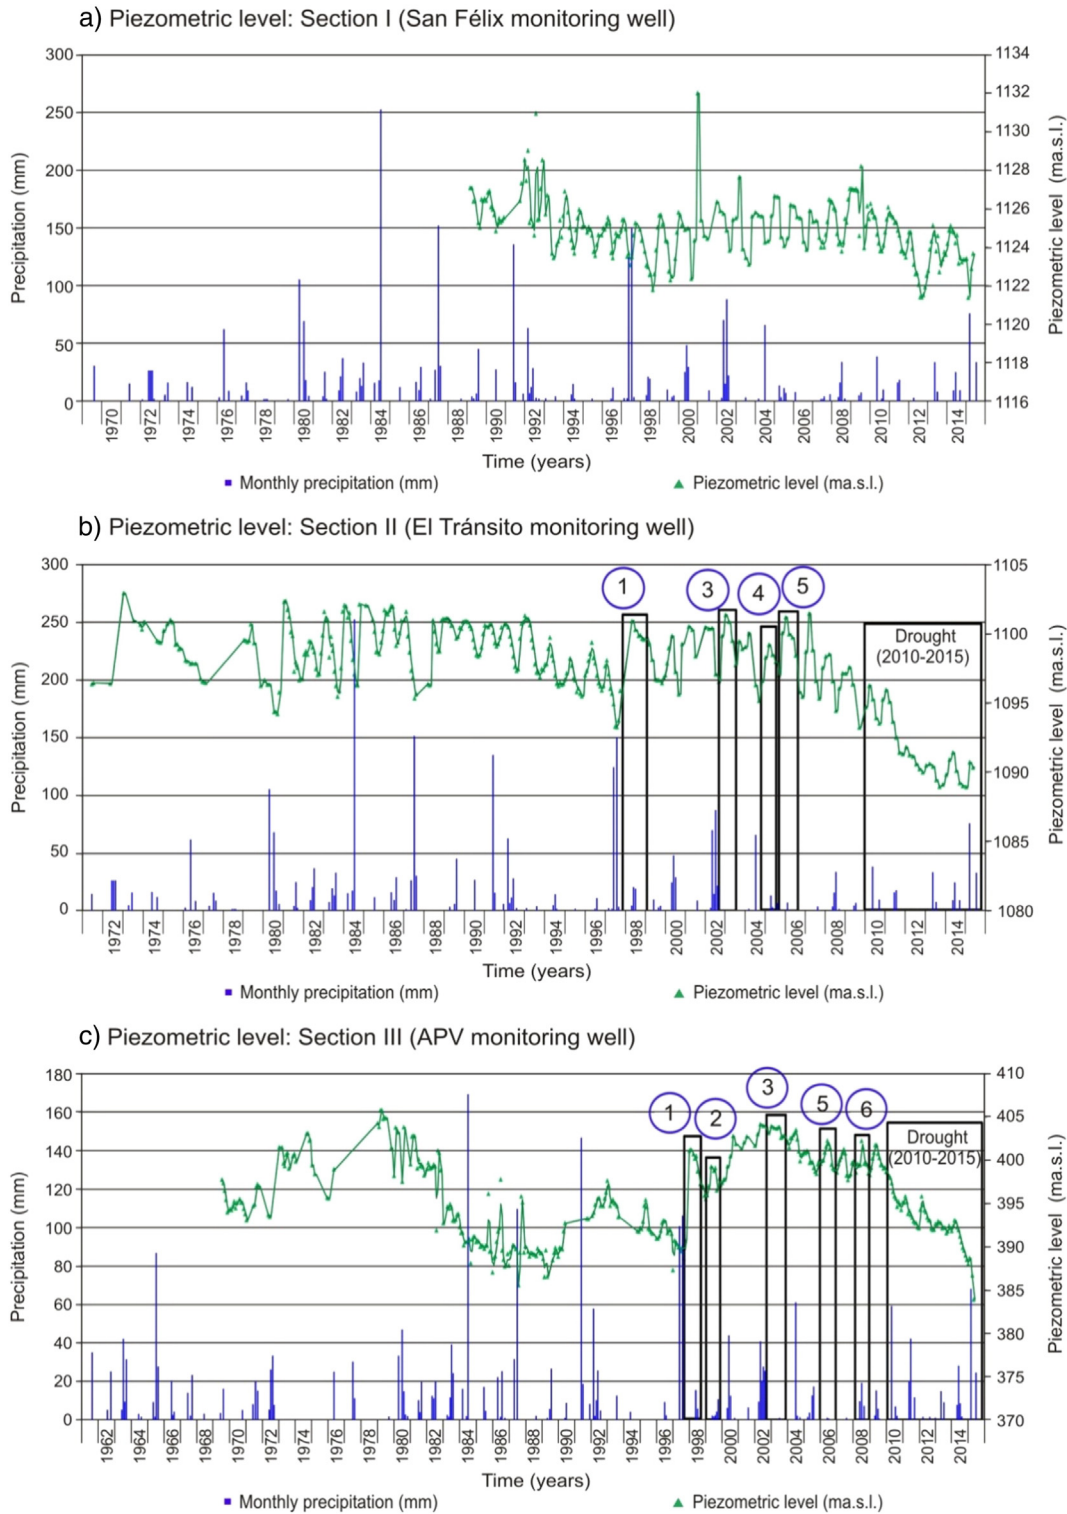 a) Piezometric level: Section I (San Félix monitoring well)
300 1134
1132
250
1130
200 1128
1126
150
1124
100 1122
1120
50
1118
0 1116
Precipitation (mm)
Piezometric level (ma.s.l.)
1970 1972 1974 1976 1978 1980 1982 1984 1986 1988 1990 1992 1994 1996 1998 2000 2002 2004 2006 2008 2010 2012 2014
Time (years)
Monthly precipitation (mm) Piezometric level (ma.s.l.)
b) Piezometric level: Section II (El Tránsito monitoring well)
300 1105
1 3 4 5
250 1100
Drought
(2010-2015)
200
1095
150
1090
100
1085
50
0 1080
Precipitation (mm)
Piezometric level (ma.s.l.)
1972 1974 1976 1978 1980 1982 1984 1986 1988 1990 1992 1994 1996 1998 2000 2002 2004 2006 2010 2012 2014
Time (years)
Monthly precipitation (mm) Piezometric level (ma.s.l.)
c) Piezometric level: Section III (APV monitoring well)
180 410
1 2 3 5 6
160 405
Drought
(2010-2015)
140 400
120 395
100
390
80
385
60
380
40
375
20
0 370
Precipitation (mm)
Piezometric level (ma.s.l.)
1962 1964 1966 1968 1970 1972 1974 1976 1978 1980 1982 1984 1986 1990 1992 1994 1996 1998 2000 2002 2004 2006 2008 2010 2012 2014
Time (years)
Monthly precipitation (mm) Piezometric level (ma.s.l.)